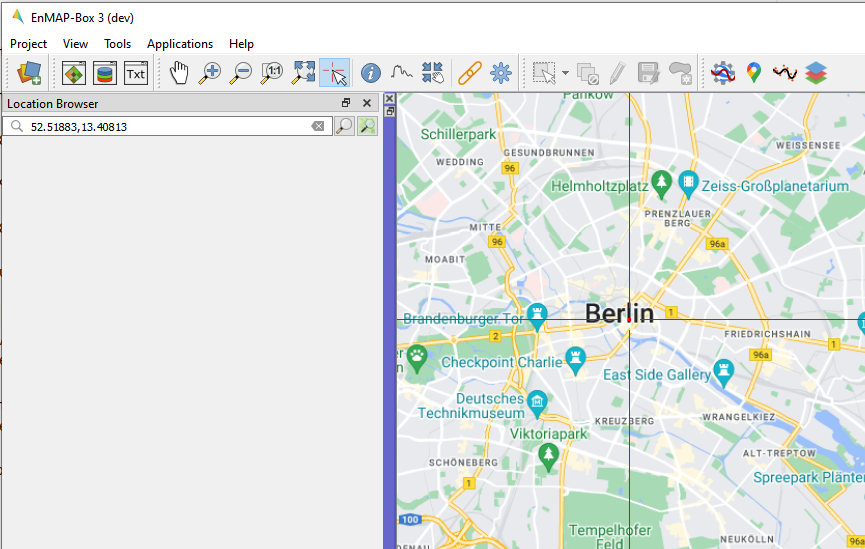 EnMAP-Box 3 (dev)
Project View Tools Applications Help
Txt 1:1
Location Browser
52.51883,13.40813
Pankow
Schillerpark
WEISSENSEE
GESUNDBRUNNEN
WEDDING
96
Helmholtzplatz
Zeiss-Großplanetarium
PRENZLAUER
BERG
MITTE
96
96a
MOABIT
Berlin
1
Brandenburger Tor
2
FRIEDRICHSHAIN
1
96a
Checkpoint Charlie
East Side Gallery
Deutsches
Technikmuseum
WRANGELKIEZ
KREUZBERG
Viktoriapark
ALT-TREPTOW
SCHÖNEBERG
1
Spreepark Plänter
100
Tempelhofer
Feld
NEUKÖLLN
96a